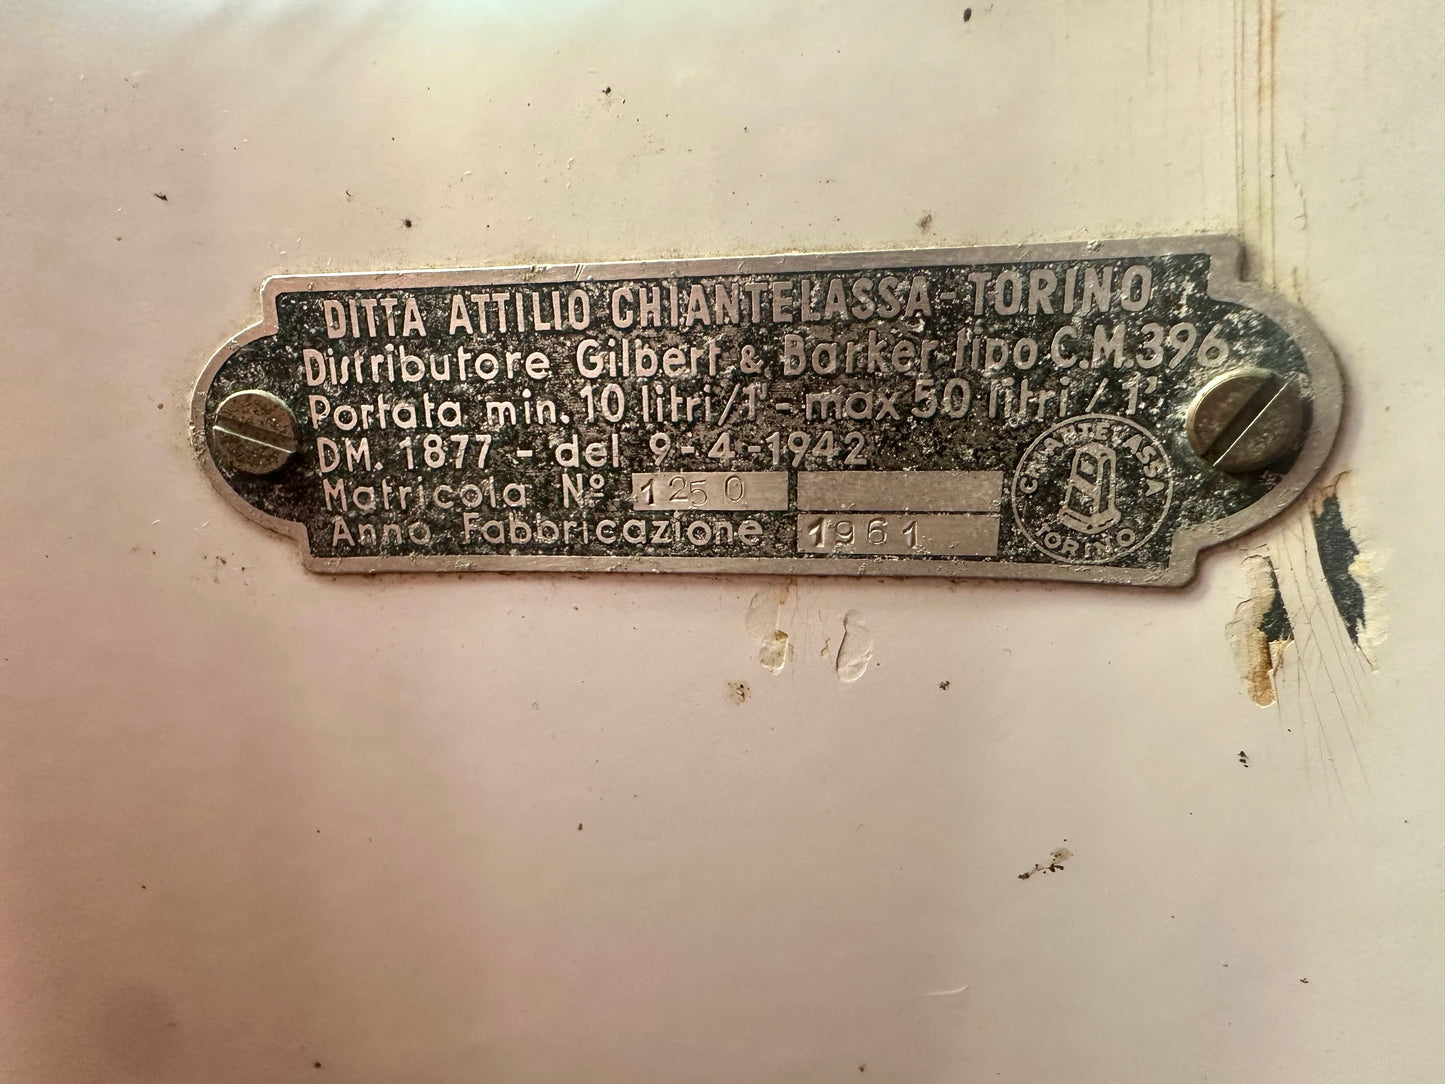 DITTA ATTILIO CHIANTELASSA - TORINO
Distributore Gilbert & Barker tipo C.M.396
Portata min. 10 litri/1' - max 50 litri / 1'
DM. 1877 - del 9-4-1942
Matricola Nº 1250
Anno Fabbricazione 1961
CHIANTELASSA
TORINO